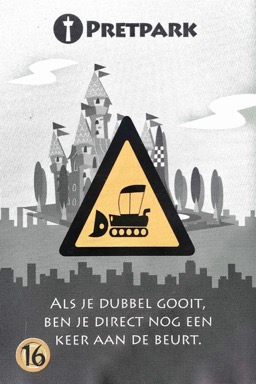 PRETPARK
ALS JE DUBBEL GOOIT,
BEN JE DIRECT NOG EEN
KEER AAN DE BEURT.
16